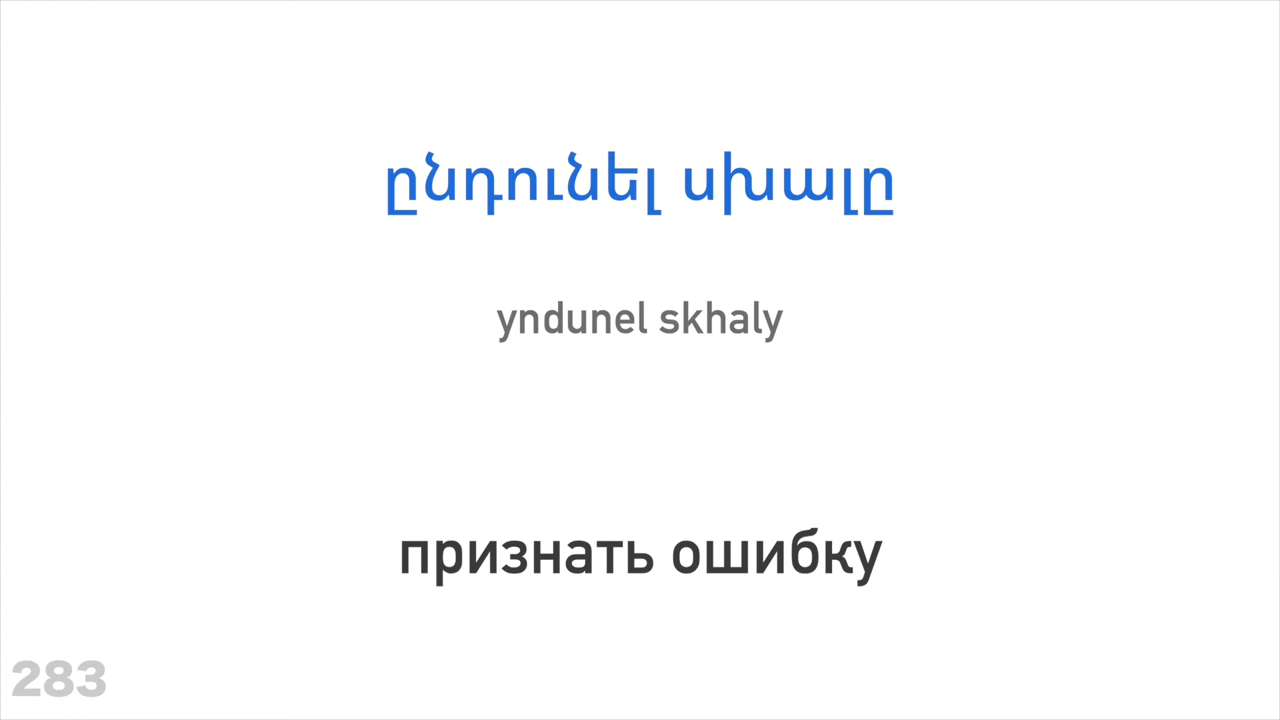 ընդունել սխալը
yndunel skhaly
признать ошибку
283